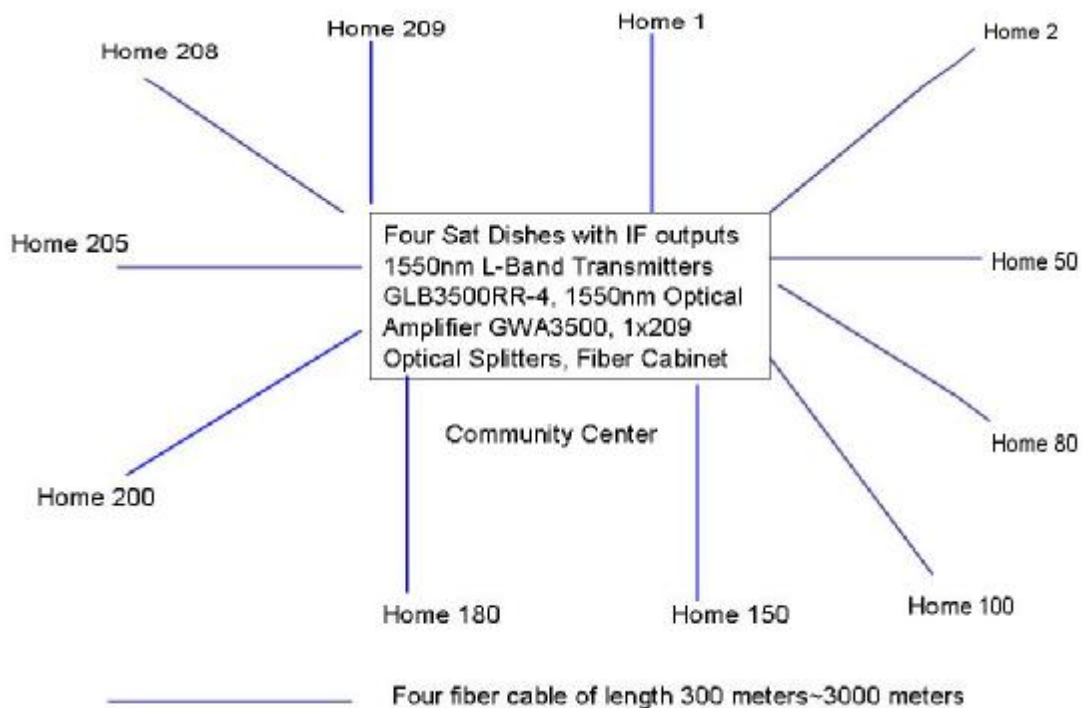 Home 209
Home 1
Home 2
Home 208
Four Sat Dishes with IF outputs
1550nm L-Band Transmitters
GLB3500RR-4, 1550nm Optical
Amplifier GWA3500, 1x209
Optical Splitters, Fiber Cabinet
Home 205
Home 50
Community Center
Home 80
Home 200
Home 180
Home 150
Home 100
Four fiber cable of length 300 meters~3000 meters